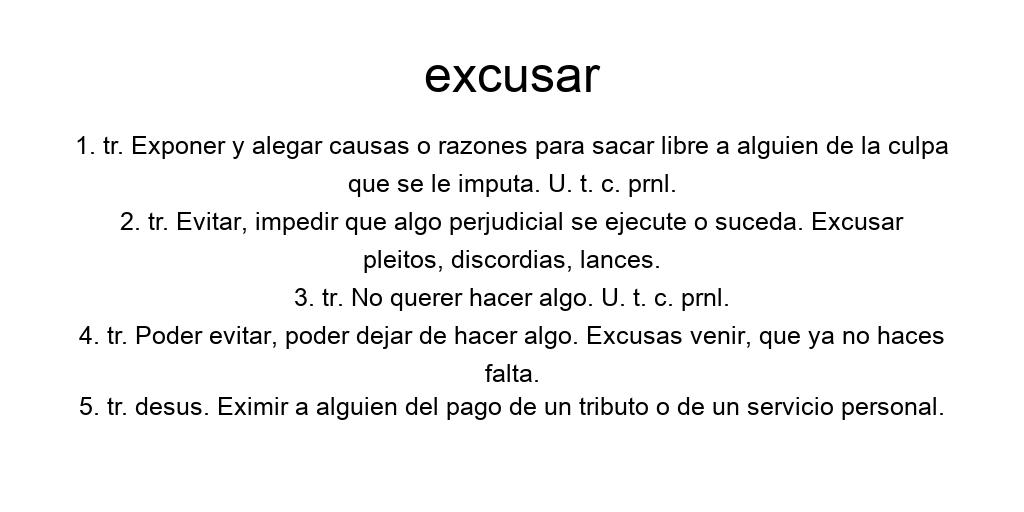 excusar
1. tr. Exponer y alegar causas o razones para sacar libre a alguien de la culpa
que se le imputa. U. t. c. prnl.
2. tr. Evitar, impedir que algo perjudicial se ejecute o suceda. Excusar
pleitos, discordias, lances.
3. tr. No querer hacer algo. U. t. c. prnl.
4. tr. Poder evitar, poder dejar de hacer algo. Excusas venir, que ya no haces
falta.
5. tr. desus. Eximir a alguien del pago de un tributo o de un servicio personal.